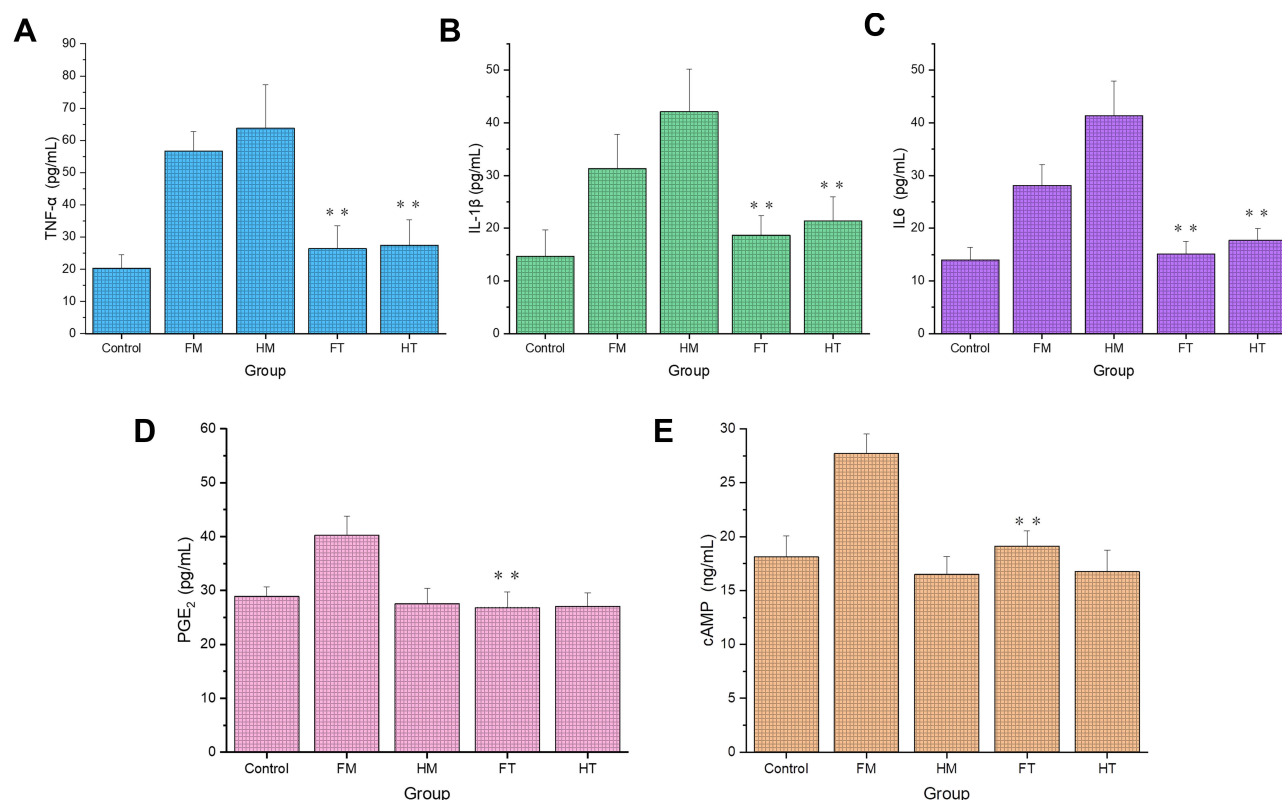 A
TNF-α (pg/mL)
90
80
70
60
50
40
30
20
10
0
* *
* *
Control FM HM FT HT
Group
B
IL-1β (pg/mL)
50
40
30
20
10
0
* *
* *
Control FM HM FT HT
Group
C
IL6 (pg/mL)
50
40
30
20
10
0
* *
* *
Control FM HM FT HT
Group
D
PGE2 (pg/mL)
60
50
40
30
20
10
0
* *
Control FM HM FT HT
Group
E
cAMP (ng/mL)
30
25
20
15
10
5
0
* *
Control FM HM FT HT
Group